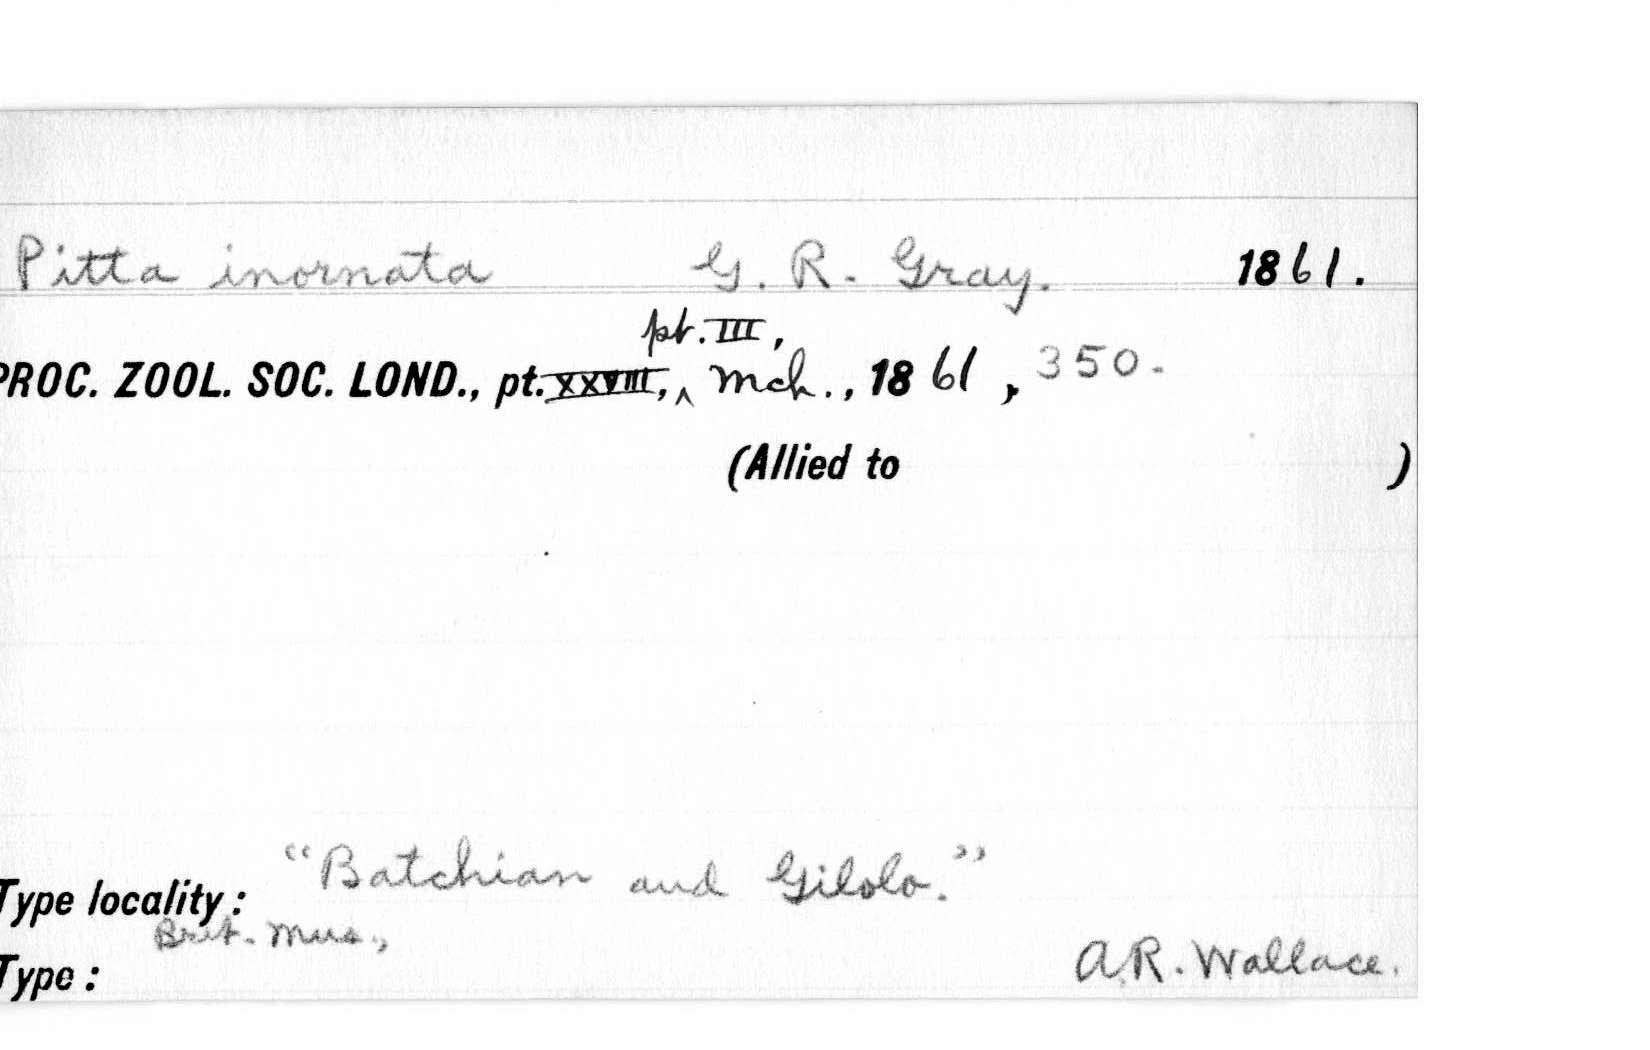 Pitta inornata G. R. Gray. 1861.
pt. III,
PROC. ZOOL. SOC. LOND., pt. XXVIII, ^ Mch., 1861, 350.
(Allied to )
"Batchian and Gilolo."
Type locality:
Brit. Mus.,
Type: A.R. Wallace.